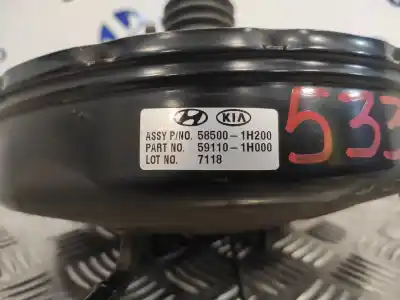 KIA
ASSY P/NO. 58500-1H200
PART NO. 59110-1H000
LOT NO. 7118
533